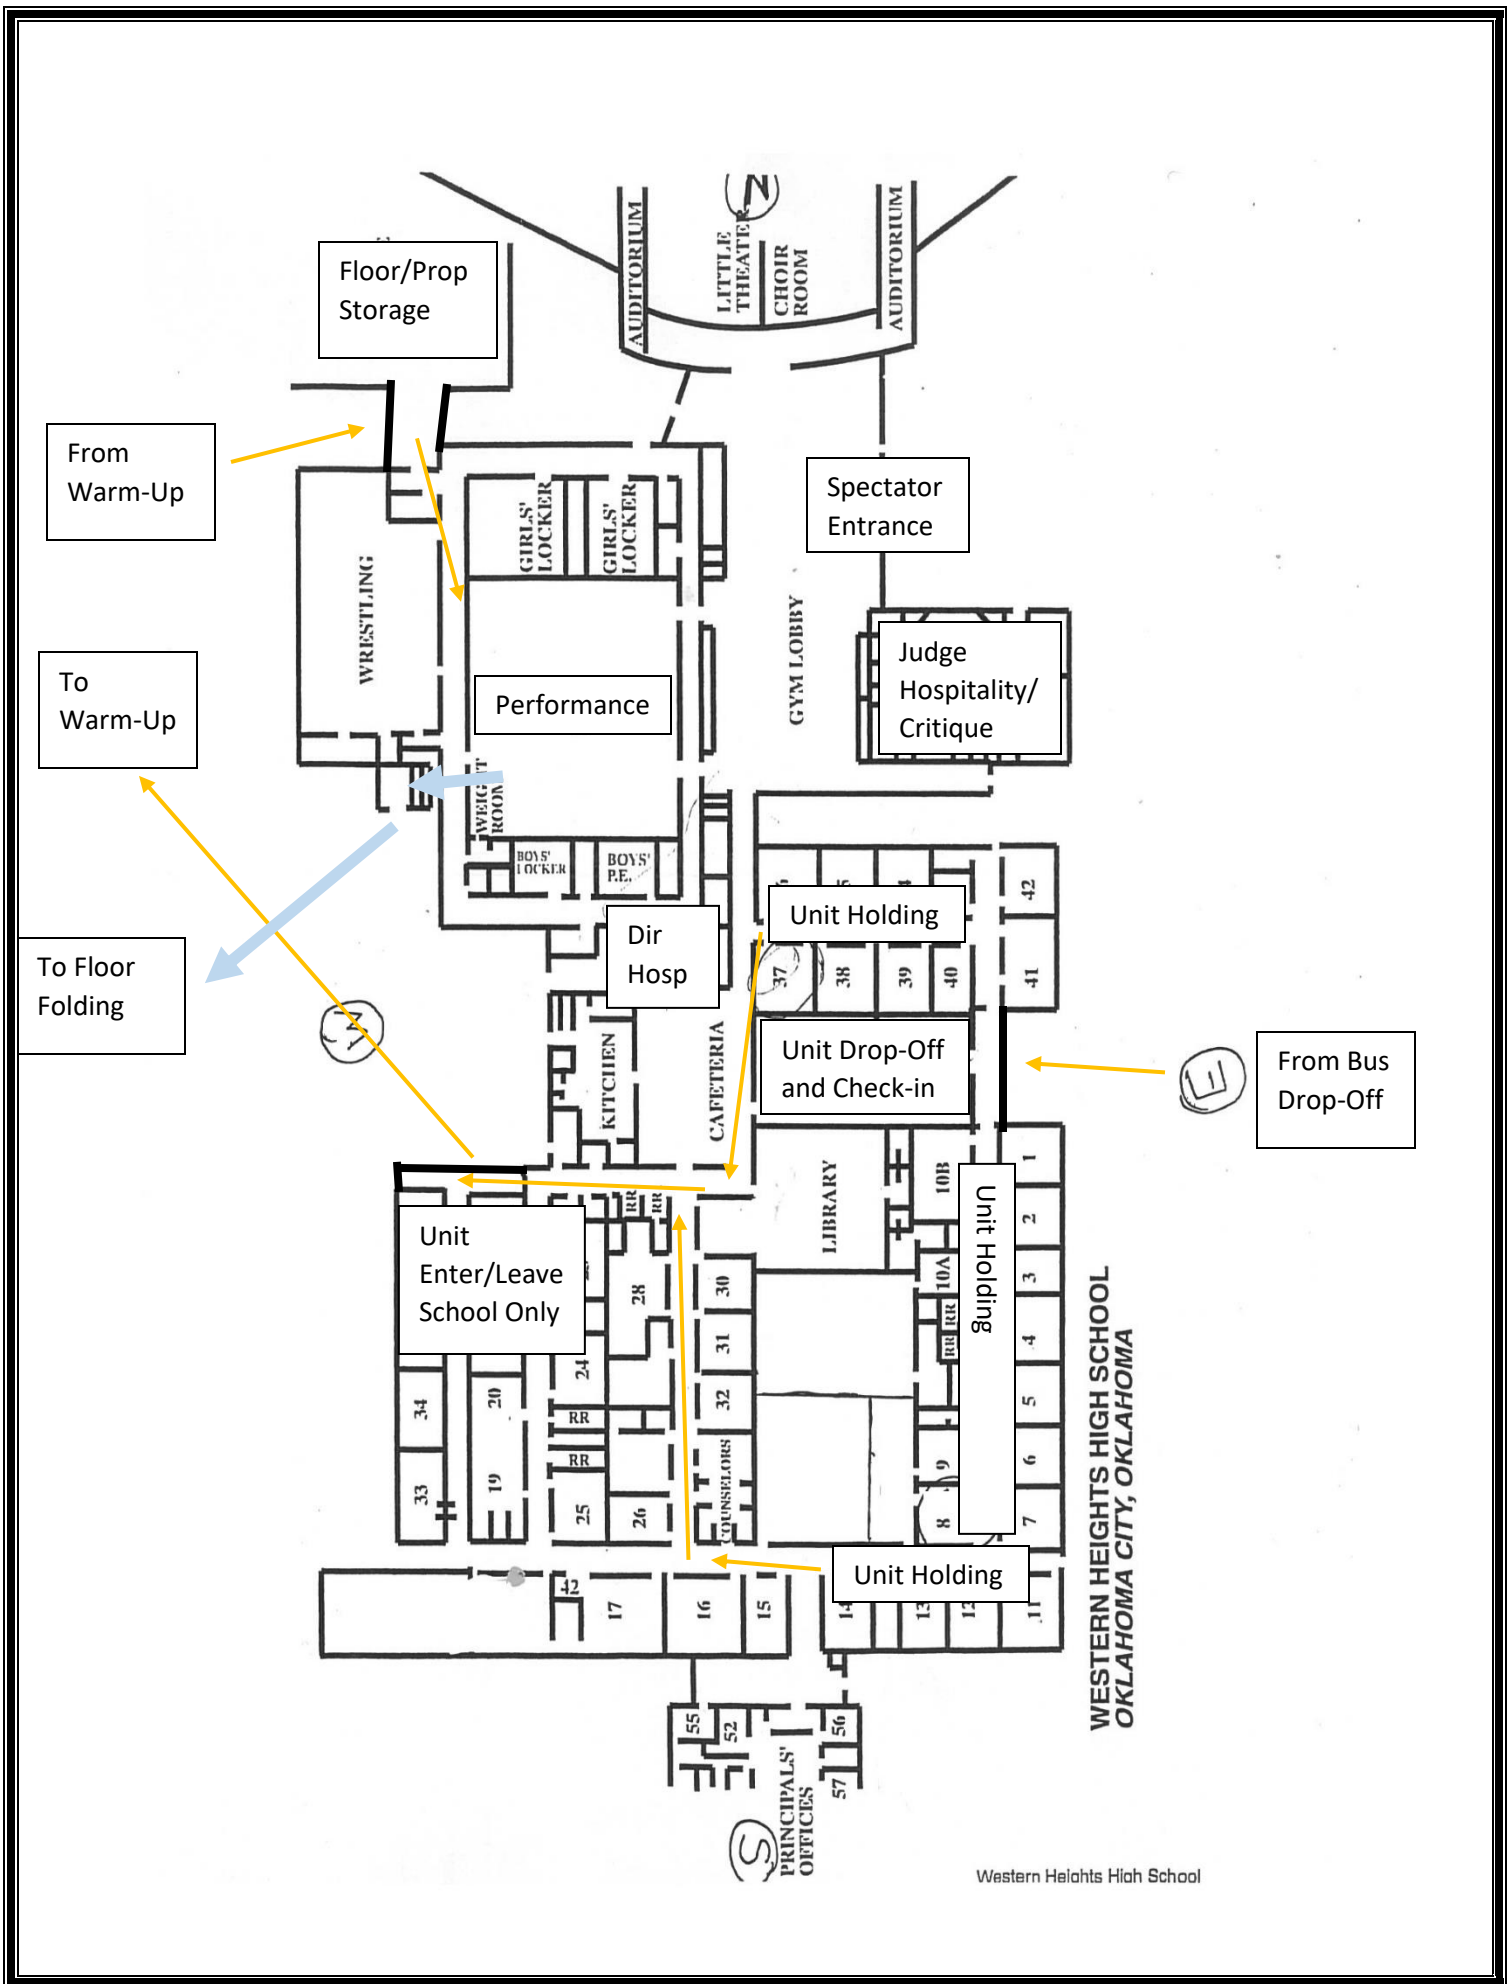 N
AUDITORIUM
LITTLE
THEATER
CHOIR
ROOM
AUDITORIUM
Floor/Prop
Storage
From
Warm-Up
Spectator
Entrance
GIRLS'
LOCKER
GIRLS'
LOCKER
WRESTLING
GYM LOBBY
To
Warm-Up
Performance
Judge
Hospitality/
Critique
WEIGHT
ROOM
BOYS'
LOCKER
BOYS'
P.E.
42
Unit Holding
Dir
Hosp
To Floor
Folding
37
38
39
40
41
W
KITCHEN
CAFETERIA
Unit Drop-Off
and Check-in
E
From Bus
Drop-Off
LIBRARY
10B
1
RR
RR
2
Unit
Enter/Leave
School Only
Unit Holding
28
30
10A
3
RR
31
RR
4
24
34
20
32
5
RR
RR
COUNSELORS
9
6
33
19
25
26
8
7
Unit Holding
42
17
16
15
14
13
12
11
WESTERN HEIGHTS HIGH SCHOOL
OKLAHOMA CITY, OKLAHOMA
55
52
56
57
PRINCIPALS'
OFFICES
S
Western Heights High School